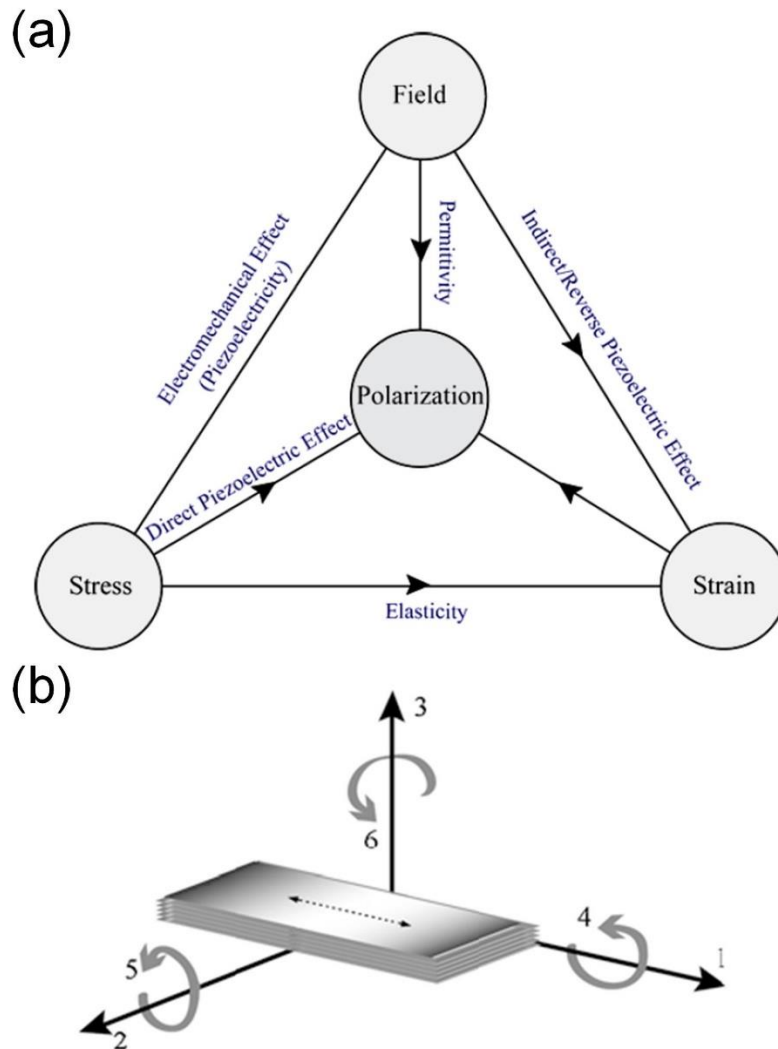 (a)
Field
Electromechanical Effect
(Piezoelectricity)
Permittivity
Indirect/Reverse Piezoelectric Effect
Polarization
Direct Piezoelectric Effect
Stress
Strain
Elasticity
(b)
3
6
4
1
5
2